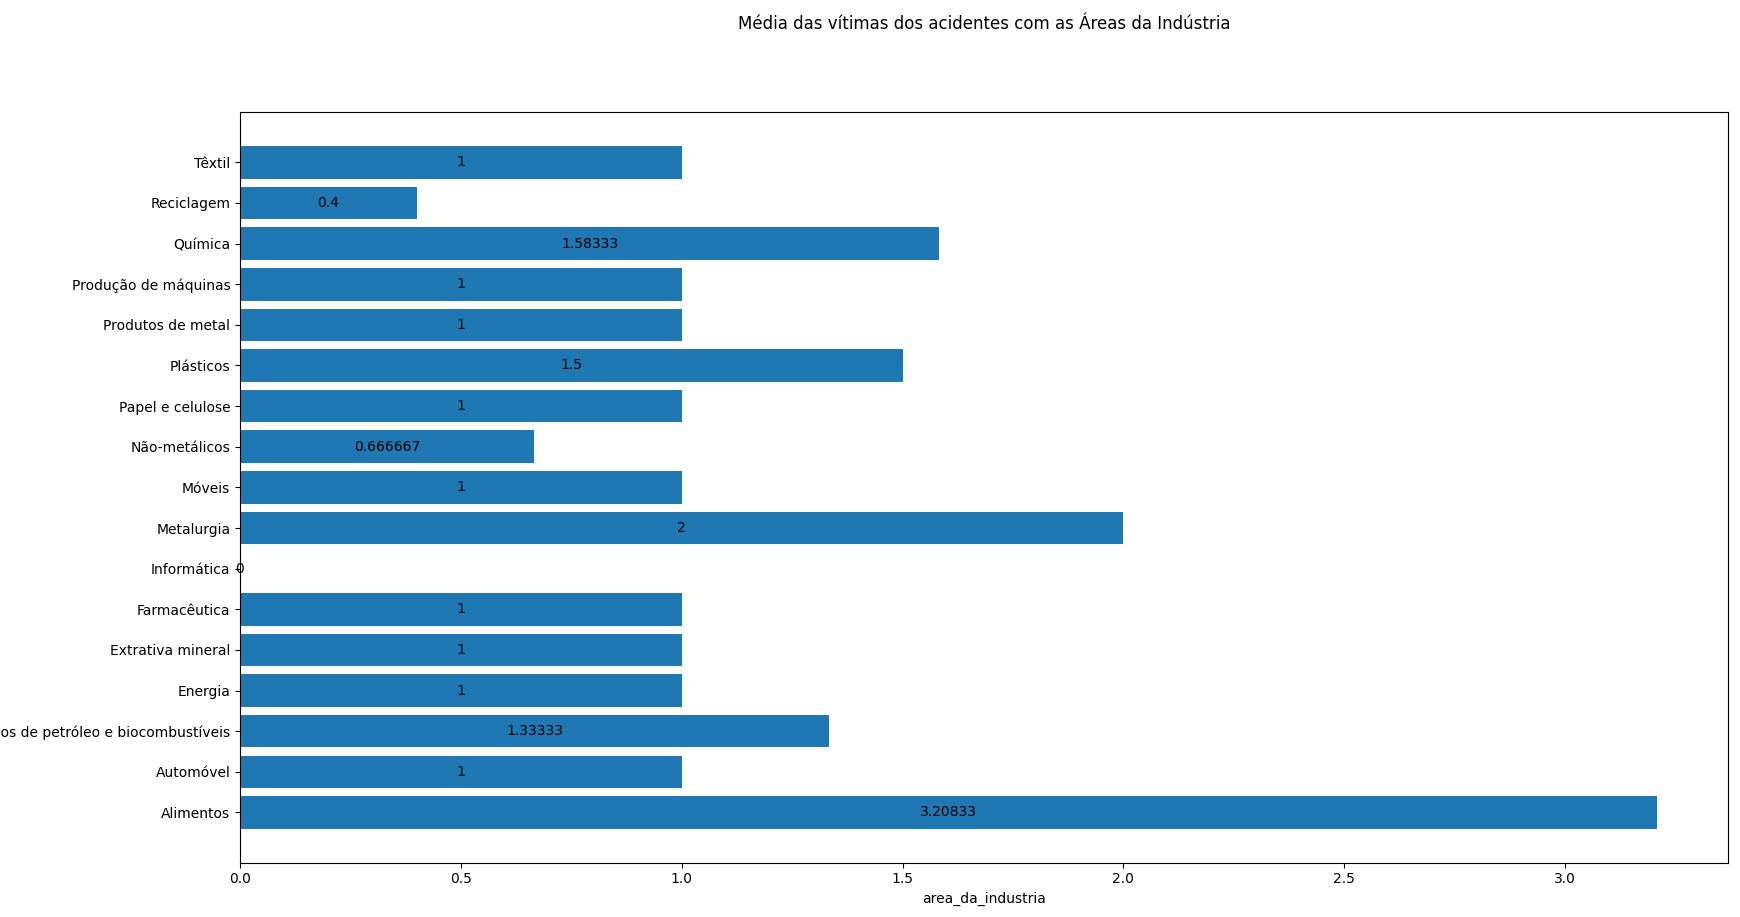 Média das vítimas dos acidentes com as Áreas da Indústria
Têxtil 1
Reciclagem 0.4
Química 1.58333
Produção de máquinas 1
Produtos de metal 1
Plásticos 1.5
Papel e celulose 1
Não-metálicos 0.666667
Móveis 1
Metalurgia 2
Informática 0
Farmacêutica 1
Extrativa mineral 1
Energia 1
os de petróleo e biocombustíveis 1.33333
Automóvel 1
Alimentos 3.20833
0.0 0.5 1.0 1.5 2.0 2.5 3.0
area_da_industria